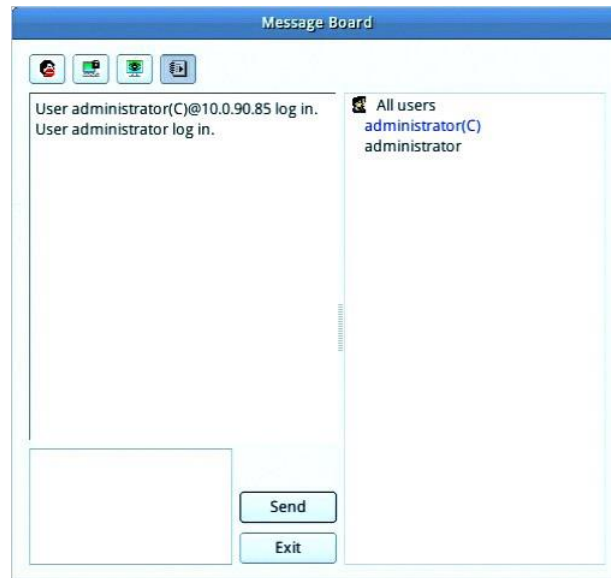 Message Board
User administrator(C)@10.0.90.85 log in.
User administrator log in.
All users
administrator(C)
administrator
Send
Exit